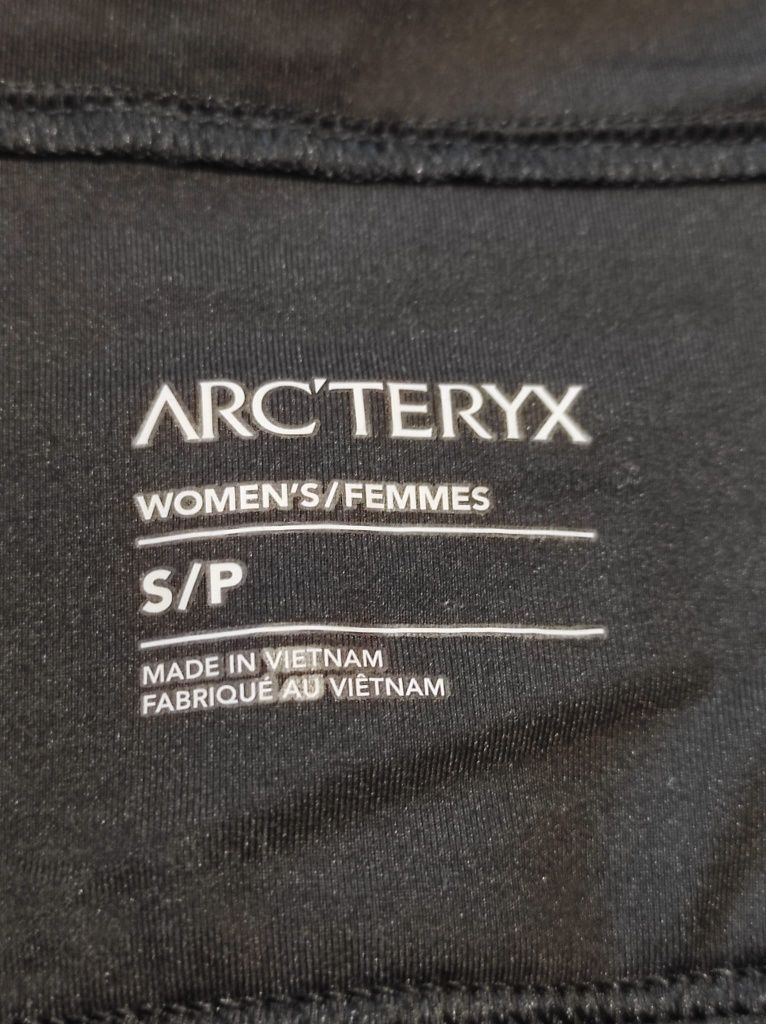 ARC'TERYX
WOMEN'S/FEMMES
S/P
MADE IN VIETNAM
FABRIQUÉ AU VIÊTNAM